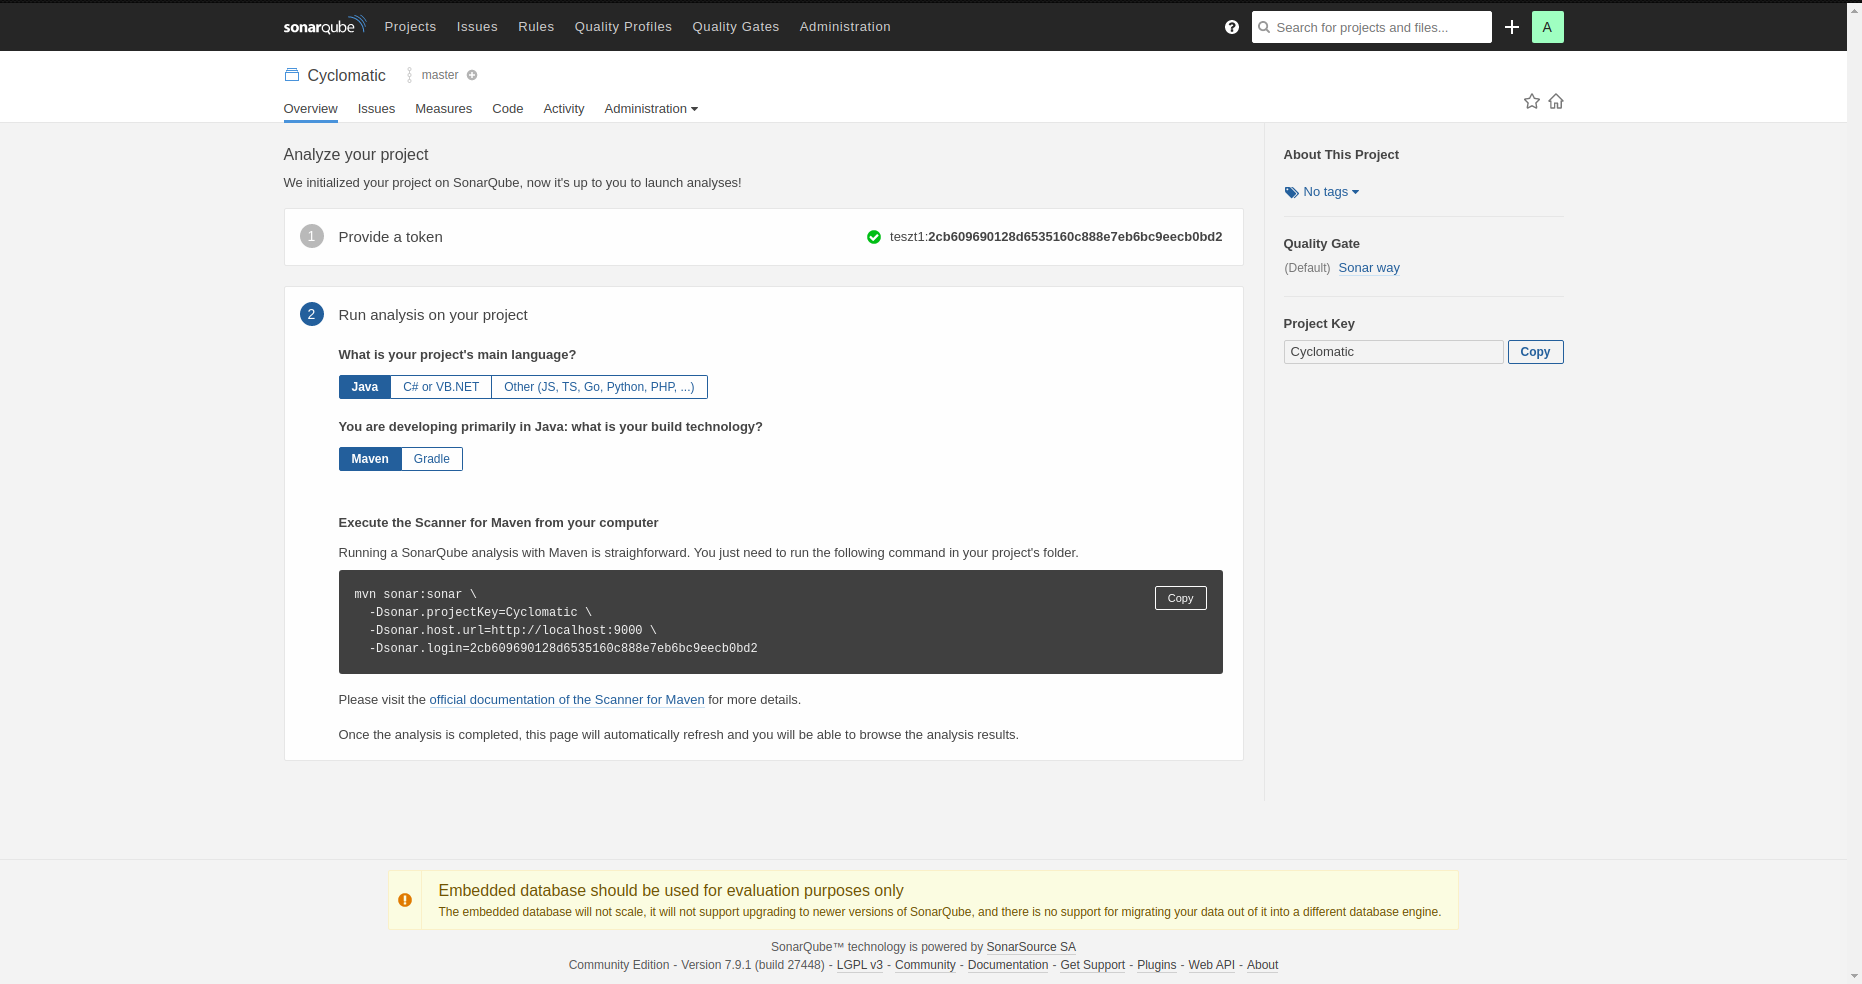 sonarqube Projects Issues Rules Quality Profiles Quality Gates Administration ? Search for projects and files... A
Cyclomatic master
Overview Issues Measures Code Activity Administration
Analyze your project
We initialized your project on SonarQube, now it's up to you to launch analyses!
1 Provide a token teszt1:2cb609690128d6535160c888e7eb6bc9eecb0bd2
2 Run analysis on your project
What is your project's main language?
Java C# or VB.NET Other (JS, TS, Go, Python, PHP, ...)
You are developing primarily in Java: what is your build technology?
Maven Gradle
Execute the Scanner for Maven from your computer
Running a SonarQube analysis with Maven is straighforward. You just need to run the following command in your project's folder.
mvn sonar:sonar \
-Dsonar.projectKey=Cyclomatic \
-Dsonar.host.url=http://localhost:9000 \
-Dsonar.login=2cb609690128d6535160c888e7eb6bc9eecb0bd2
Copy
Please visit the official documentation of the Scanner for Maven for more details.
Once the analysis is completed, this page will automatically refresh and you will be able to browse the analysis results.
About This Project
No tags
Quality Gate
(Default) Sonar way
Project Key
Cyclomatic Copy
Embedded database should be used for evaluation purposes only
The embedded database will not scale, it will not support upgrading to newer versions of SonarQube, and there is no support for migrating your data out of it into a different database engine.
SonarQube™ technology is powered by SonarSource SA
Community Edition - Version 7.9.1 (build 27448) - LGPL v3 - Community - Documentation - Get Support - Plugins - Web API - About